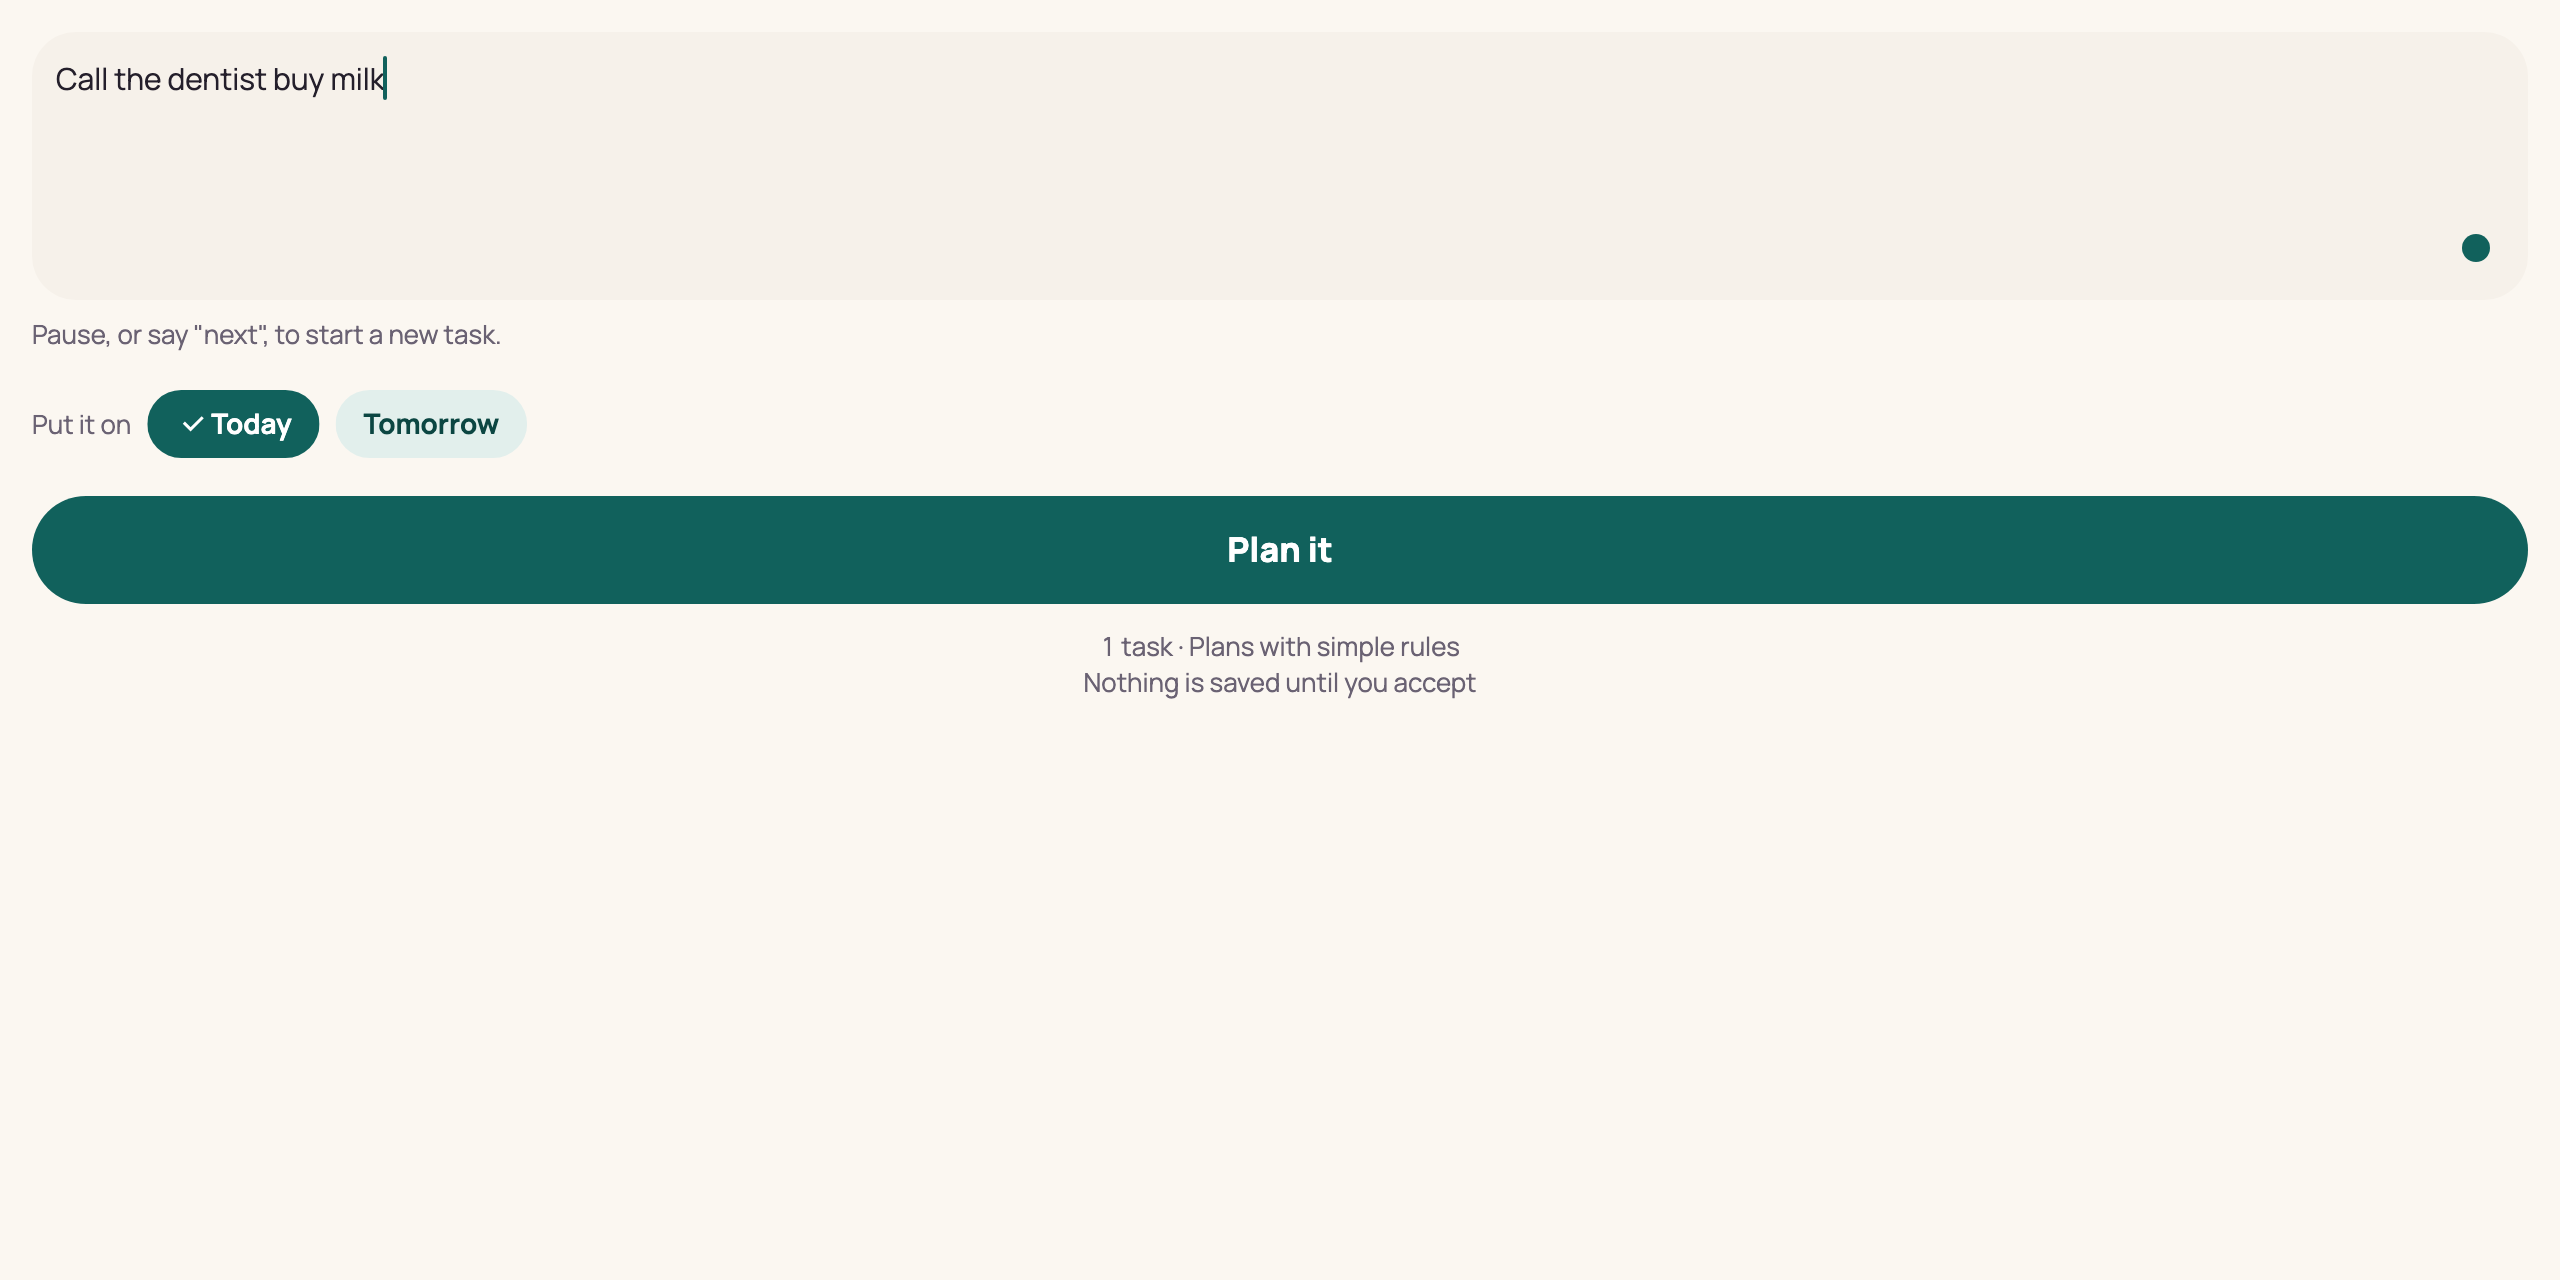 Call the dentist buy milk
Pause, or say "next", to start a new task.
Put it on ✓ Today Tomorrow
Plan it
1 task · Plans with simple rules
Nothing is saved until you accept